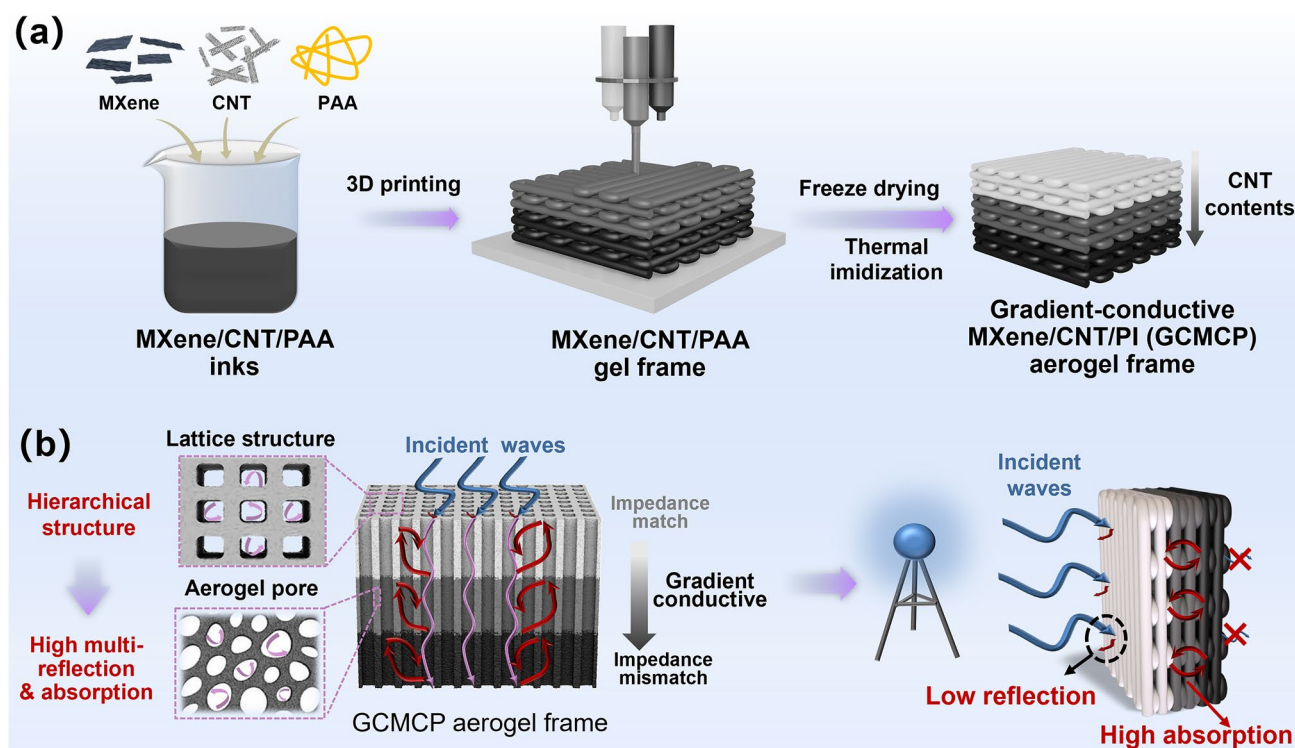 (a)
MXene
CNT
PAA
MXene/CNT/PAA
inks
3D printing
MXene/CNT/PAA
gel frame
Freeze drying
Thermal
imidization
CNT
contents
Gradient-conductive
MXene/CNT/PI (GCMCP)
aerogel frame
(b)
Hierarchical
structure
High multi-
reflection
& absorption
Lattice structure
Aerogel pore
Incident waves
GCMCP aerogel frame
Impedance
match
Gradient
conductive
Impedance
mismatch
Incident
waves
Low reflection
High absorption